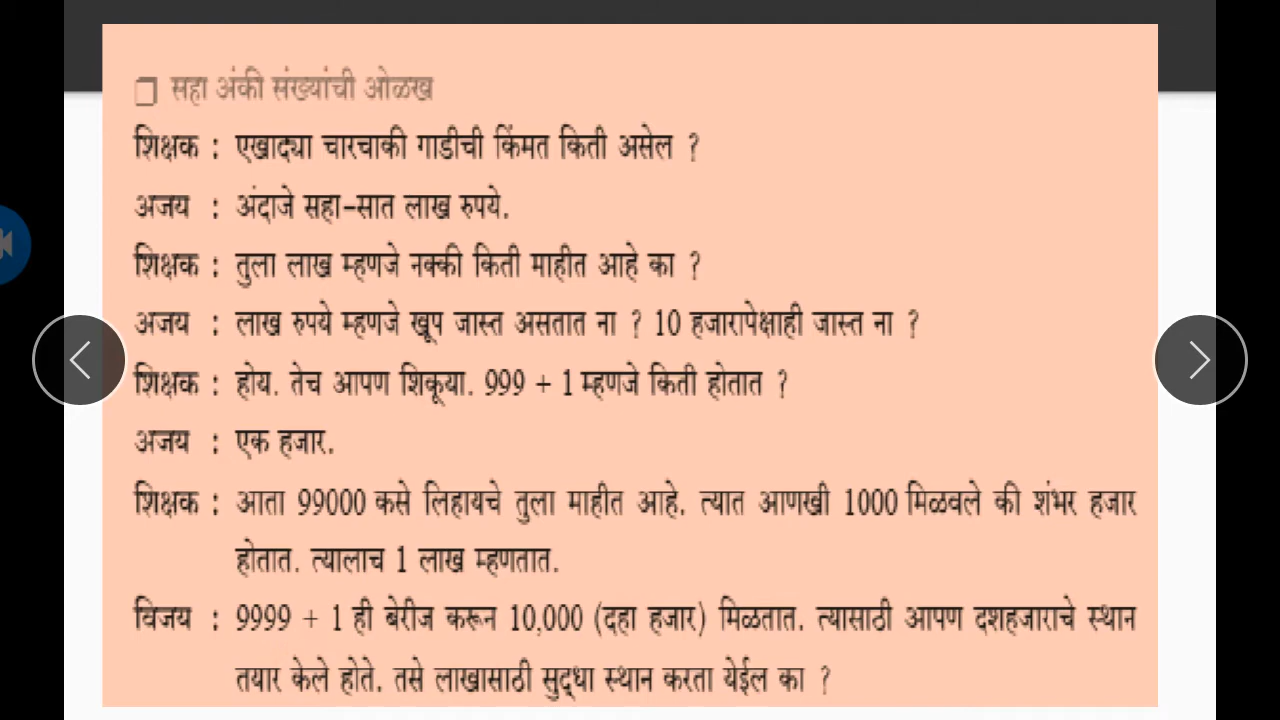 ❒ सहा अंकी संख्यांची ओळख
शिक्षक : एखाद्या चारचाकी गाडीची किंमत किती असेल ?
अजय : अंदाजे सहा-सात लाख रुपये.
शिक्षक : तुला लाख म्हणजे नक्की किती माहीत आहे का ?
अजय : लाख रुपये म्हणजे खूप जास्त असतात ना ? 10 हजारापेक्षाही जास्त ना ?
शिक्षक : होय. तेच आपण शिकूया. 999 + 1 म्हणजे किती होतात ?
अजय : एक हजार.
शिक्षक : आता 99000 कसे लिहायचे तुला माहीत आहे. त्यात आणखी 1000 मिळवले की शंभर हजार
होतात. त्यालाच 1 लाख म्हणतात.
विजय : 9999 + 1 ही बेरीज करून 10,000 (दहा हजार) मिळतात. त्यासाठी आपण दशहजाराचे स्थान
तयार केले होते. तसे लाखासाठी सुद्धा स्थान करता येईल का ?